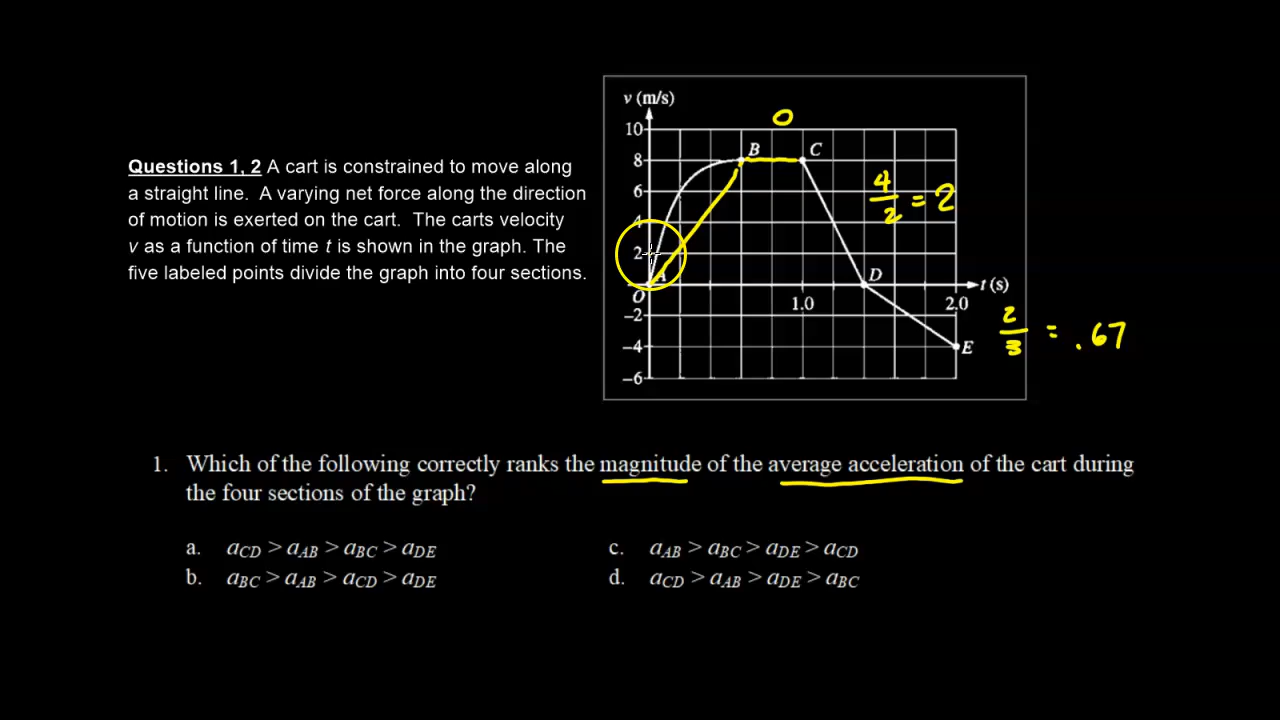 Questions 1, 2 A cart is constrained to move along
a straight line. A varying net force along the direction
of motion is exerted on the cart. The carts velocity
v as a function of time t is shown in the graph. The
five labeled points divide the graph into four sections.
v (m/s)
O
10
B
C
8
6
4/2 = 2
4
2
A
D
t (s)
O
1.0
2.0
-2
2/3 = .67
-4
E
-6
1. Which of the following correctly ranks the magnitude of the average acceleration of the cart during
the four sections of the graph?
a. aCD > aAB > aBC > aDE
c. aAB > aBC > aDE > aCD
b. aBC > aAB > aCD > aDE
d. aCD > aAB > aDE > aBC